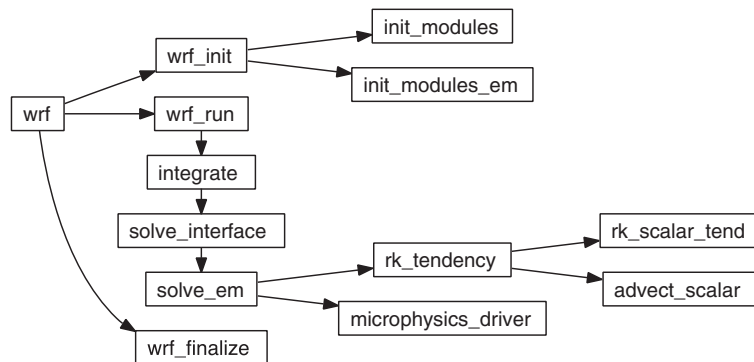 init_modules
wrf_init
init_modules_em
wrf
wrf_run
integrate
solve_interface
rk_scalar_tend
rk_tendency
solve_em
advect_scalar
microphysics_driver
wrf_finalize